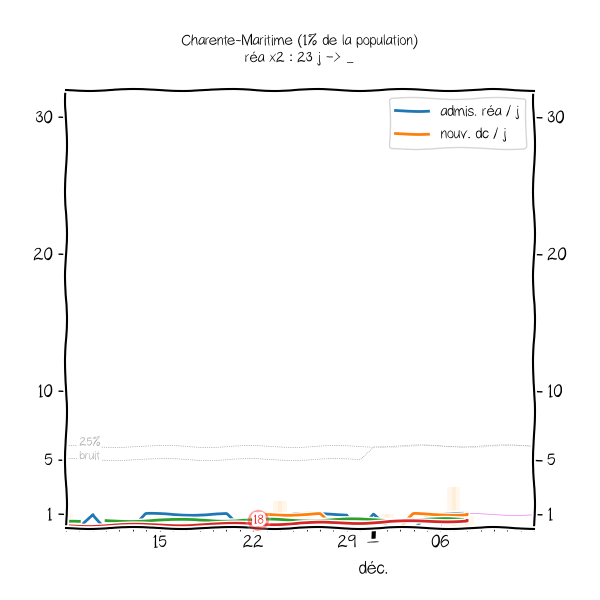 Charente-Maritime (1% de la population)
réa x2 : 23 j -> _
admis. réa / j
nouv. dc / j
30
30
20
20
10
10
25%
bruit
5
5
18
1
1
15
22
29
06
déc.